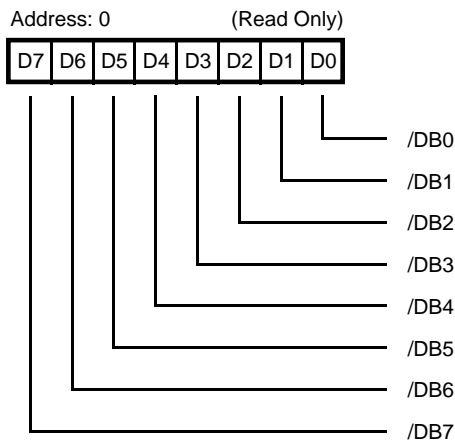 Address: 0 (Read Only)
D7 D6 D5 D4 D3 D2 D1 D0
/DB0
/DB1
/DB2
/DB3
/DB4
/DB5
/DB6
/DB7